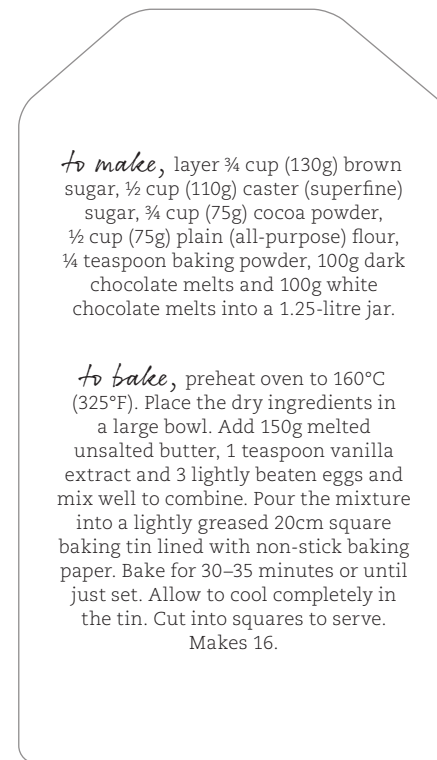 to make, layer ¾ cup (130g) brown
sugar, ½ cup (110g) caster (superfine)
sugar, ¾ cup (75g) cocoa powder,
½ cup (75g) plain (all-purpose) flour,
¼ teaspoon baking powder, 100g dark
chocolate melts and 100g white
chocolate melts into a 1.25-litre jar.
to bake, preheat oven to 160°C
(325°F). Place the dry ingredients in
a large bowl. Add 150g melted
unsalted butter, 1 teaspoon vanilla
extract and 3 lightly beaten eggs and
mix well to combine. Pour the mixture
into a lightly greased 20cm square
baking tin lined with non-stick baking
paper. Bake for 30–35 minutes or until
just set. Allow to cool completely in
the tin. Cut into squares to serve.
Makes 16.